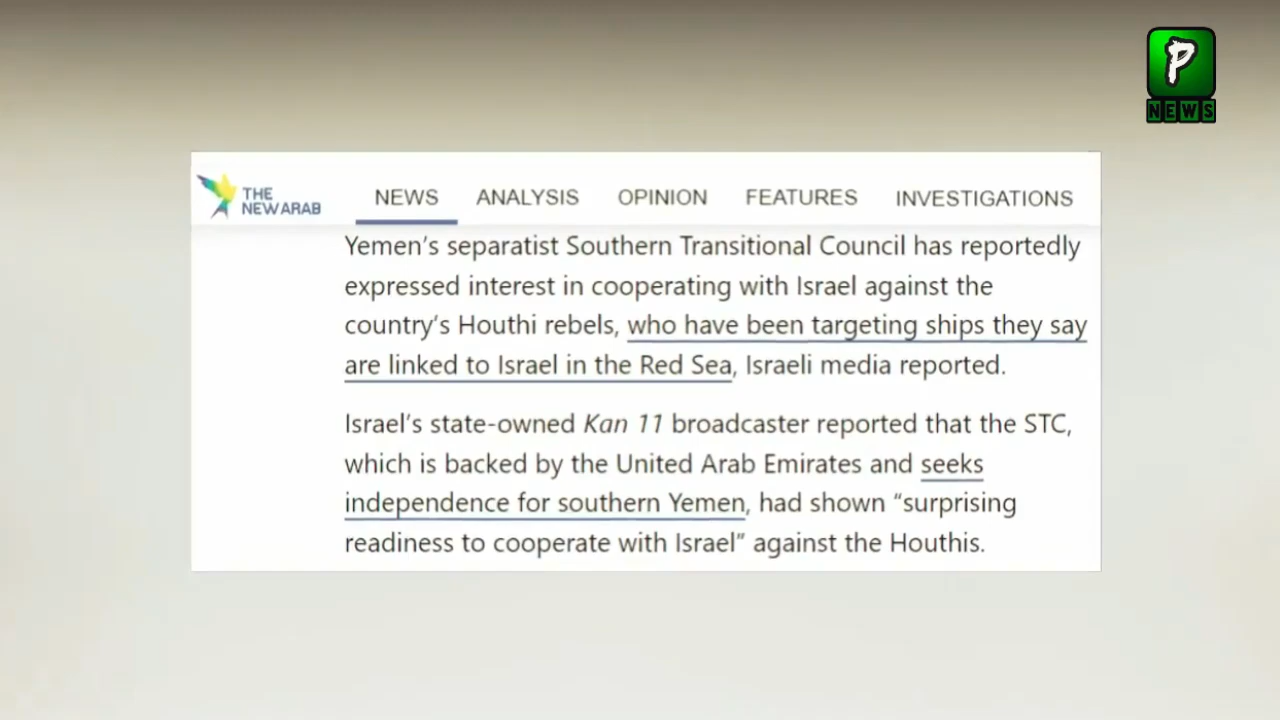 P
NEWS
THE
NEW ARAB
NEWS ANALYSIS OPINION FEATURES INVESTIGATIONS
Yemen’s separatist Southern Transitional Council has reportedly
expressed interest in cooperating with Israel against the
country’s Houthi rebels, who have been targeting ships they say
are linked to Israel in the Red Sea, Israeli media reported.
Israel’s state-owned Kan 11 broadcaster reported that the STC,
which is backed by the United Arab Emirates and seeks
independence for southern Yemen, had shown “surprising
readiness to cooperate with Israel” against the Houthis.